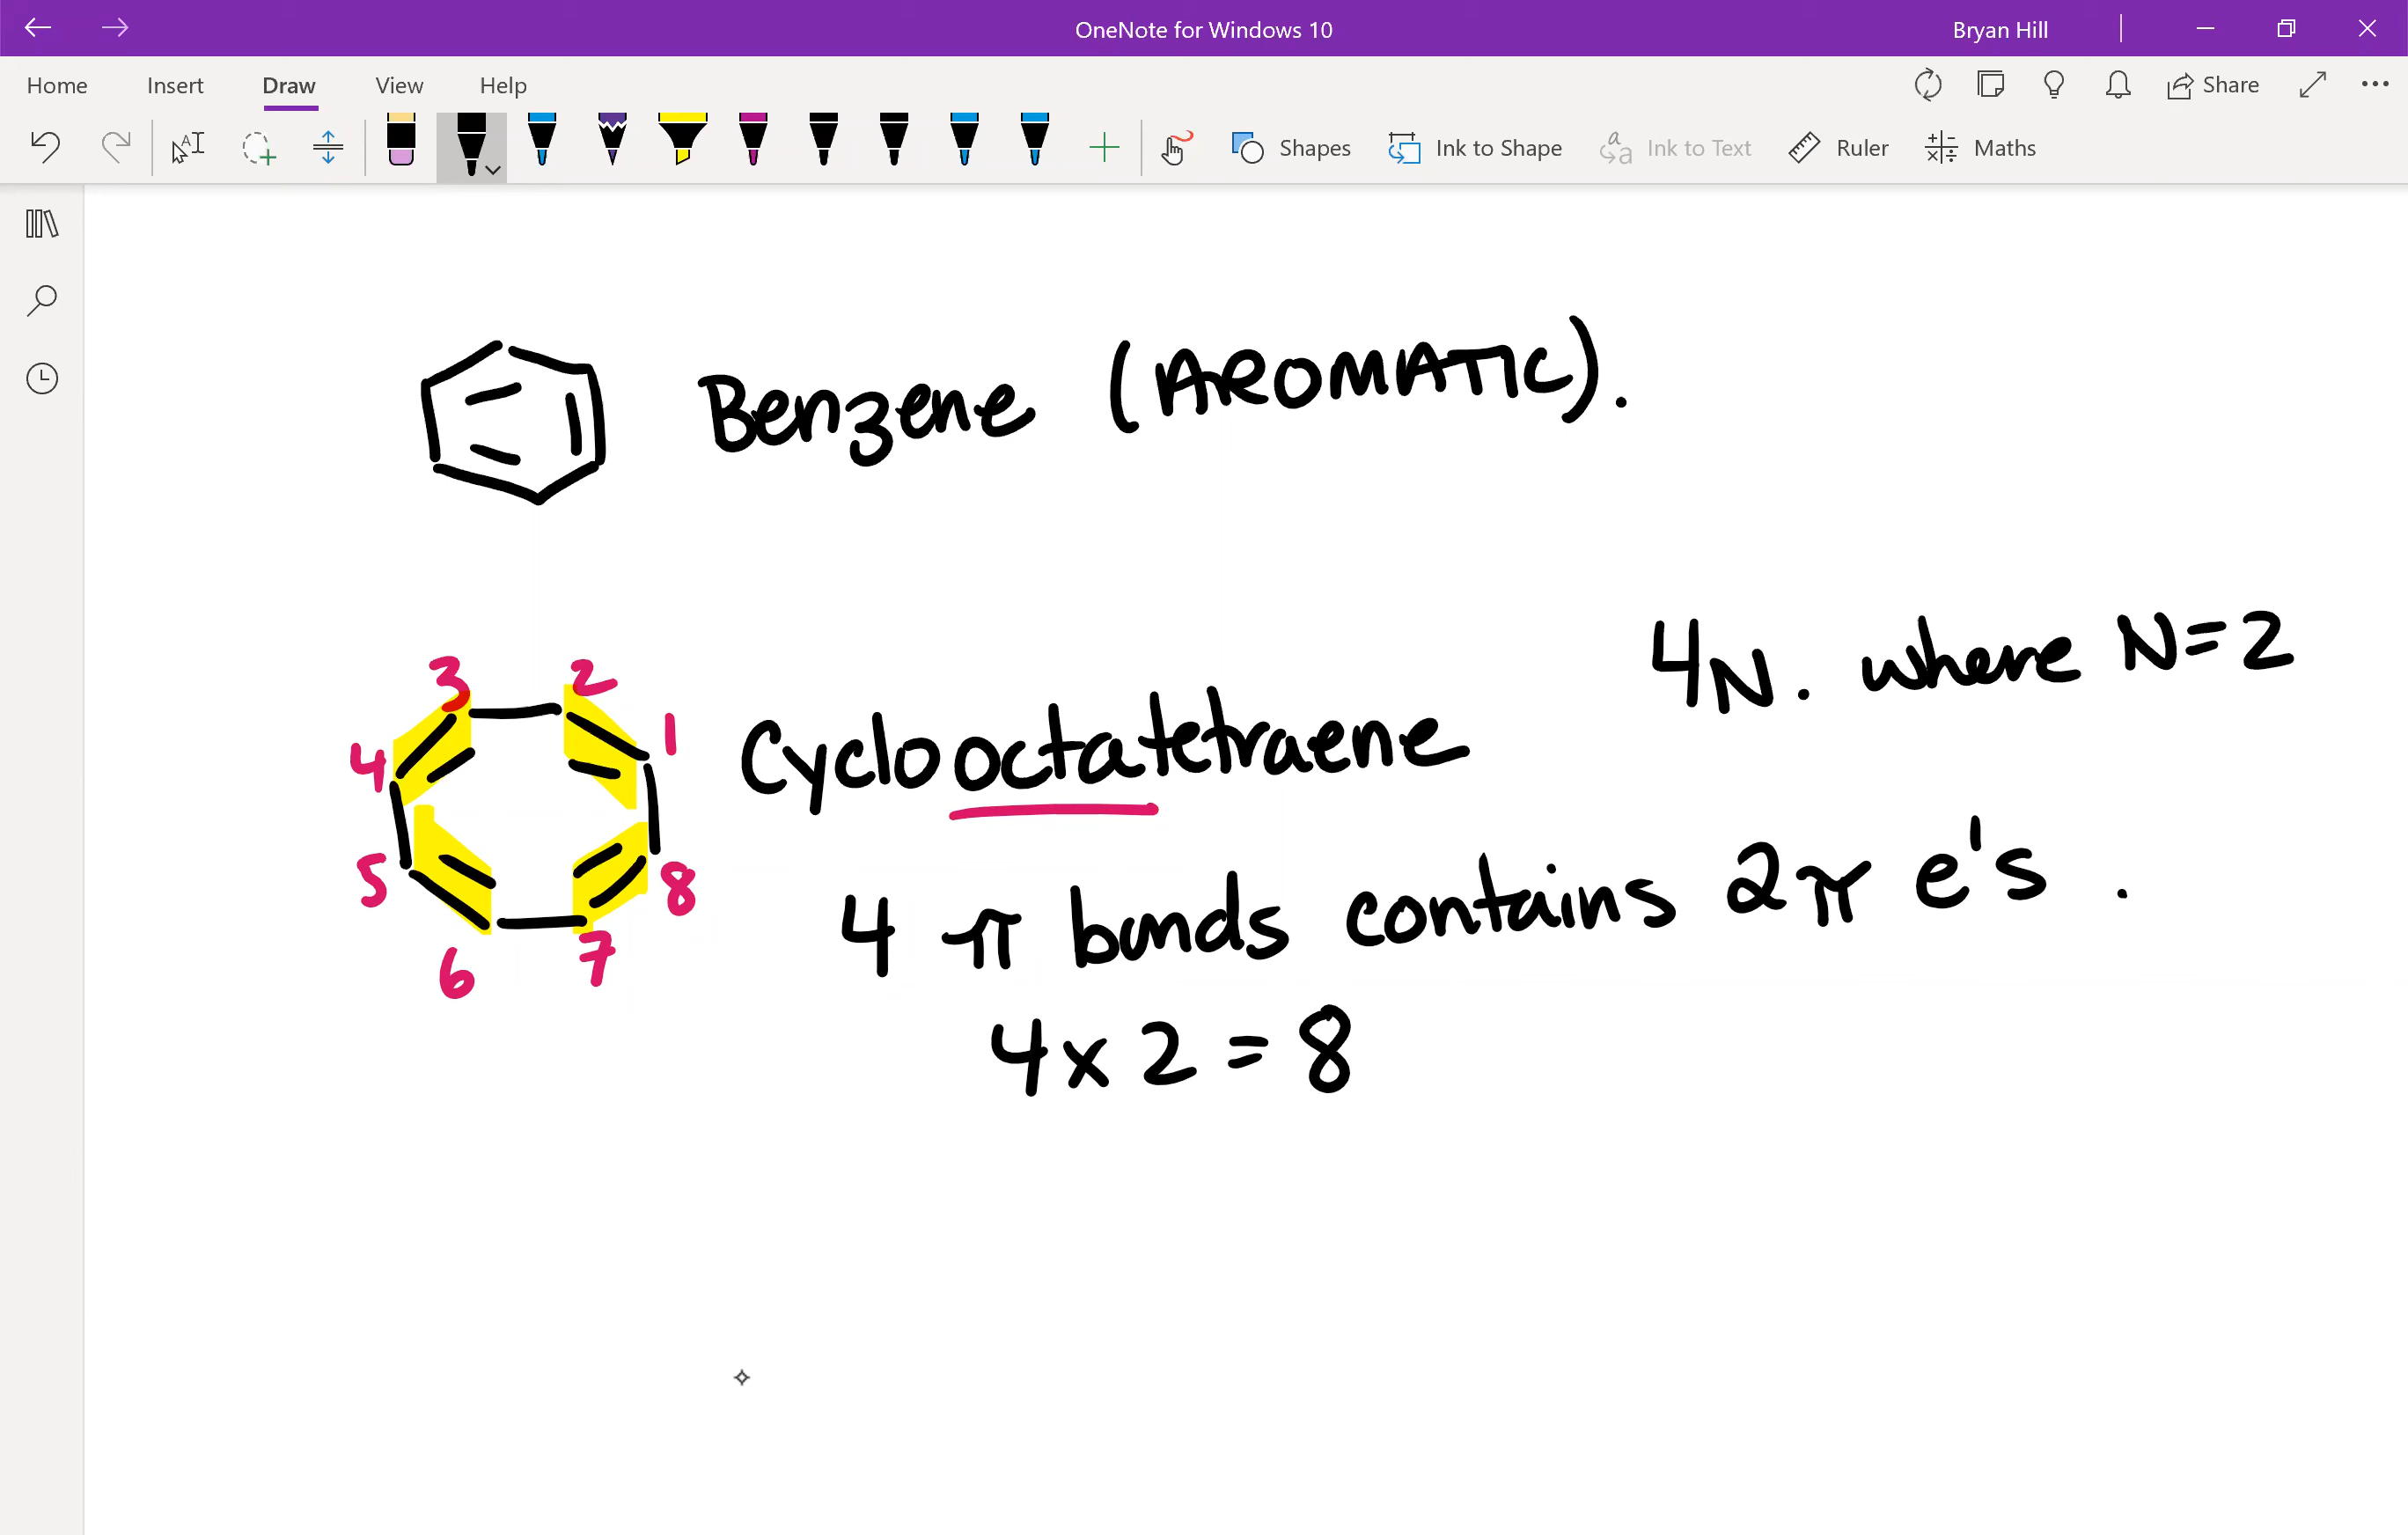 OneNote for Windows 10
Bryan Hill
Home Insert Draw View Help
Share
Shapes Ink to Shape Ink to Text Ruler Maths
Benzene (AROMATIC).
4N. where N=2
3 2
1
4
Cyclooctatetraene
5
8
6
7
4 π bonds contains 2π e's .
4 x 2 = 8